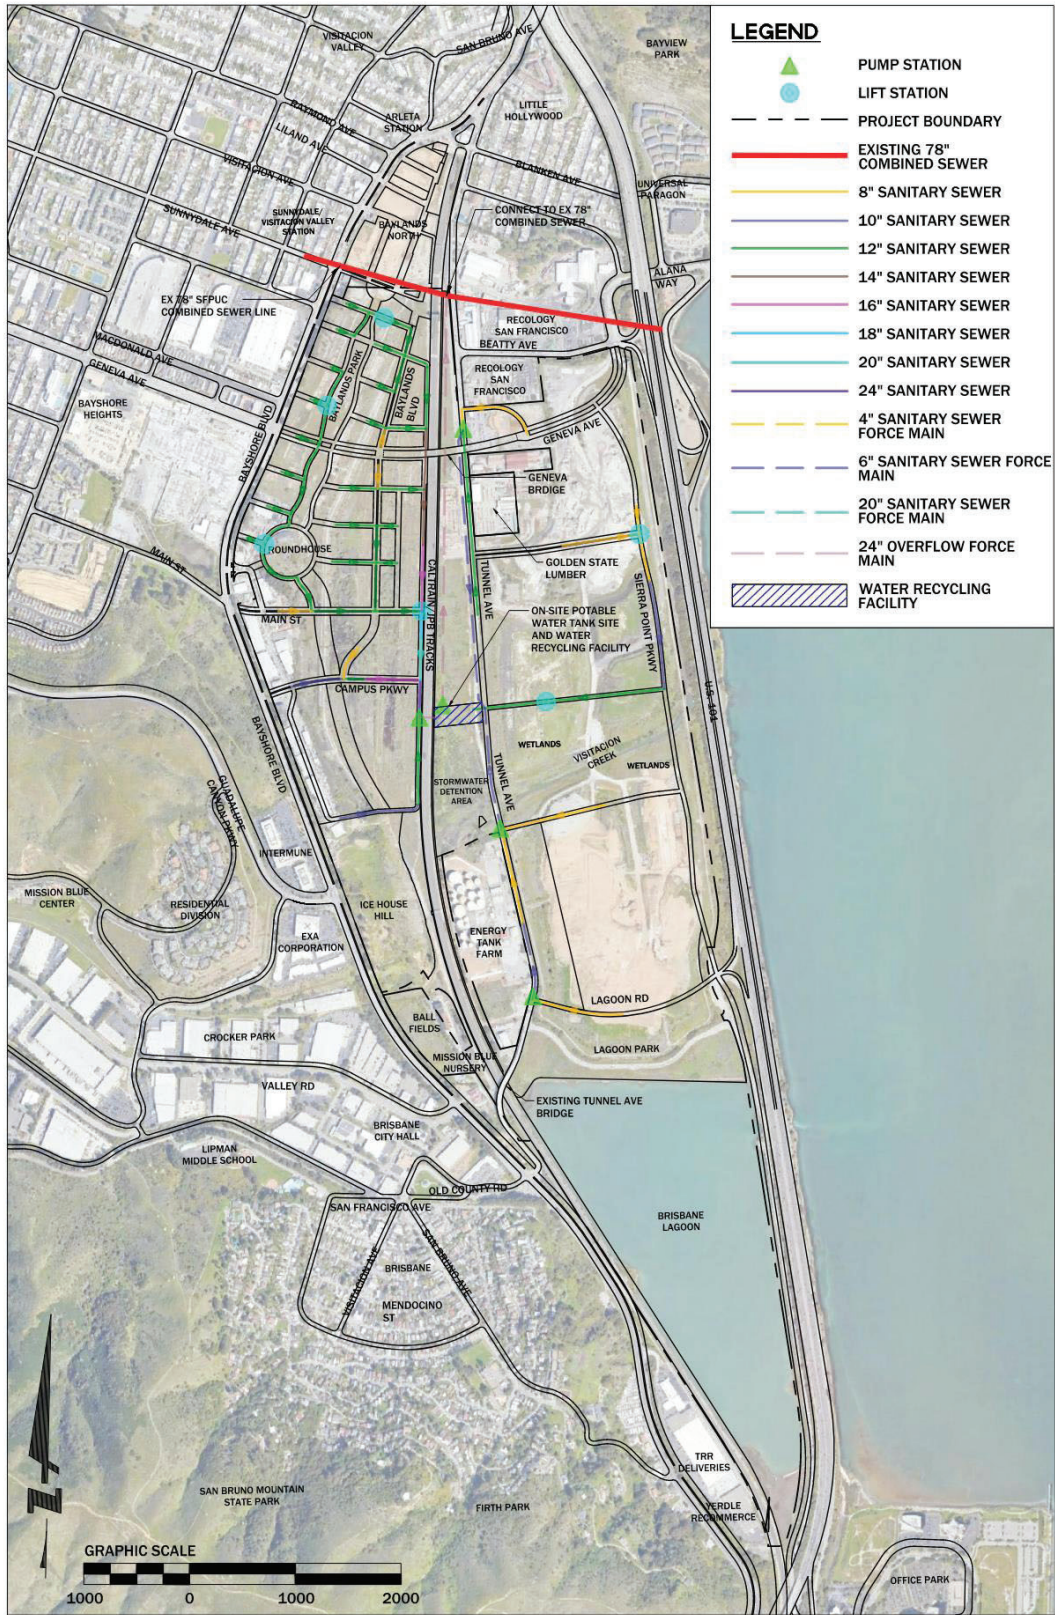 LEGEND
PUMP STATION
LIFT STATION
PROJECT BOUNDARY
EXISTING 78"
COMBINED SEWER
8" SANITARY SEWER
10" SANITARY SEWER
12" SANITARY SEWER
14" SANITARY SEWER
16" SANITARY SEWER
18" SANITARY SEWER
20" SANITARY SEWER
24" SANITARY SEWER
4" SANITARY SEWER
FORCE MAIN
6" SANITARY SEWER FORCE
MAIN
20" SANITARY SEWER
FORCE MAIN
24" OVERFLOW FORCE
MAIN
WATER RECYCLING
FACILITY
VISITACION
VALLEY
SAN BRUNO AVE
BAYVIEW
PARK
RAYMOND AVE
ARLETA
STATION
LITTLE
HOLLYWOOD
LILAND AVE
VISITACION AVE
BLANKEN AVE
UNIVERSAL
PARAGON
SUNNYDALE AVE
SUNNYDALE/
VISITACION VALLEY
STATION
BAYLANDS
NORTH
CONNECT TO EX 78"
COMBINED SEWER
ALANA
WAY
EX 78" SFPUC
COMBINED SEWER LINE
RECOLOGY
SAN FRANCISCO
BEATTY AVE
MACDONALD AVE
GENEVA AVE
BAYLANDS PARK
BAYLANDS
BLVD
RECOLOGY
SAN
FRANCISCO
BAYSHORE
HEIGHTS
BAYSHORE BLVD
GENEVA AVE
GENEVA
BRDIGE
ROUNDHOUSE
MAIN ST
GOLDEN STATE
LUMBER
CALTRAIN/JPB TRACKS
TUNNEL AVE
SIERRA POINT PKWY
MAIN ST
ON-SITE POTABLE
WATER TANK SITE
AND WATER
RECYCLING FACILITY
CAMPUS PKWY
U.S. 101
BAYSHORE BLVD
WETLANDS
VISITACION
CREEK
WETLANDS
TUNNEL AVE
STORMWATER
DETENTION
AREA
GUADALUPE
CANYON PKWY
INTERMUNE
MISSION BLUE
CENTER
RESIDENTIAL
DIVISION
ICE HOUSE
HILL
EXA
CORPORATION
ENERGY
TANK
FARM
LAGOON RD
BALL
FIELDS
CROCKER PARK
LAGOON PARK
MISSION BLUE
NURSERY
VALLEY RD
EXISTING TUNNEL AVE
BRIDGE
BRISBANE
CITY HALL
LIPMAN
MIDDLE SCHOOL
OLD COUNTY RD
SAN FRANCISCO AVE
BRISBANE
LAGOON
VISITACION AVE
SAN BRUNO AVE
BRISBANE
MENDOCINO
ST
TRR
DELIVERIES
SAN BRUNO MOUNTAIN
STATE PARK
FIRTH PARK
YERDLE
RECOMMERCE
GRAPHIC SCALE
1000 0 1000 2000
OFFICE PARK